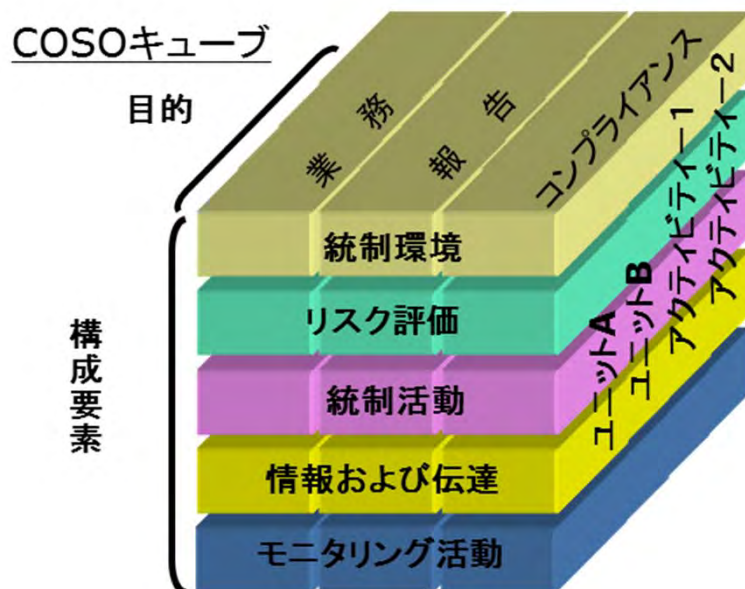 COSOキューブ
目的
業務
報告
コンプライアンス
構成要素
統制環境
リスク評価
統制活動
情報および伝達
モニタリング活動
ユニットA
ユニットB
アクティビティー1
アクティビティー2